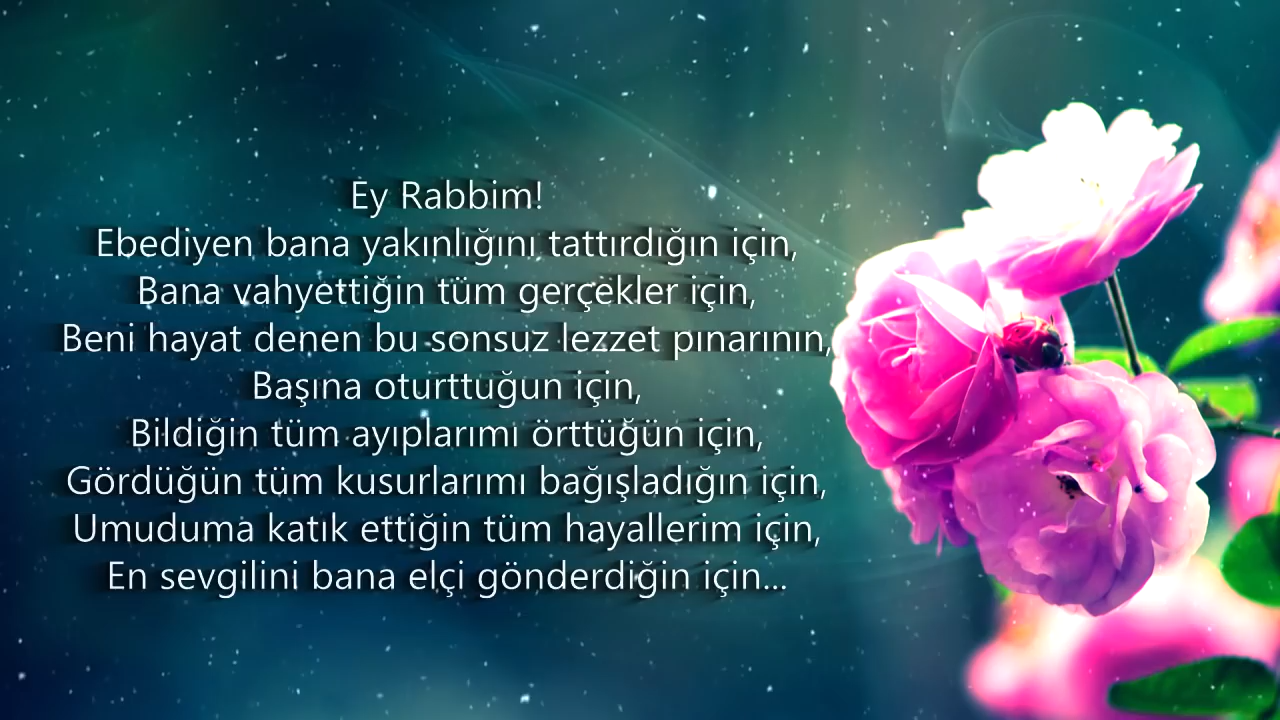 Ey Rabbim!
Ebediyen bana yakınlığını tattırdığın için,
Bana vahyettiğin tüm gerçekler için,
Beni hayat denen bu sonsuz lezzet pınarının,
Başına oturttuğun için,
Bildiğin tüm ayıplarımı örttüğün için,
Gördüğün tüm kusurlarımı bağışladığın için,
Umuduma katık ettiğin tüm hayallerim için,
En sevgilini bana elçi gönderdiğin için...